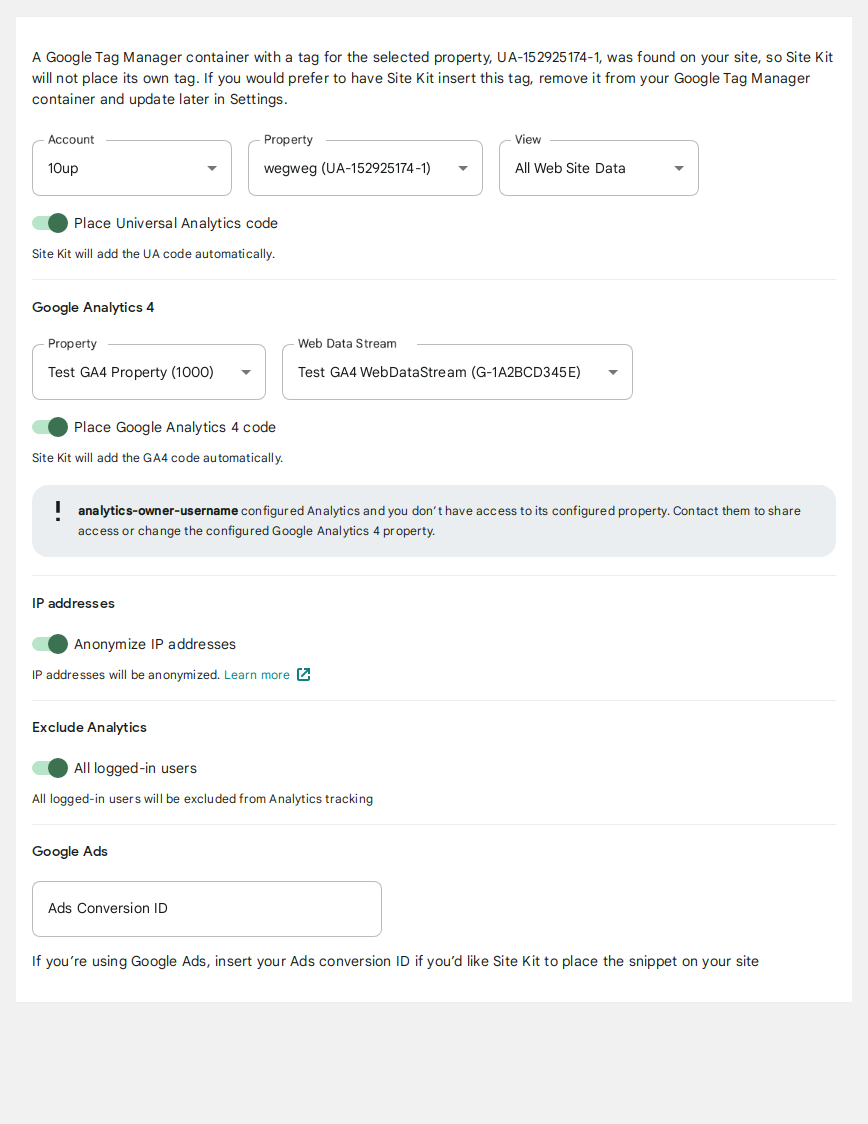 A Google Tag Manager container with a tag for the selected property, UA-152925174-1, was found on your site, so Site Kit
will not place its own tag. If you would prefer to have Site Kit insert this tag, remove it from your Google Tag Manager
container and update later in Settings.
Account
Property
View
10up
wegweg (UA-152925174-1)
All Web Site Data
Place Universal Analytics code
Site Kit will add the UA code automatically.
Google Analytics 4
Property
Web Data Stream
Test GA4 Property (1000)
Test GA4 WebDataStream (G-1A2BCD345E)
Place Google Analytics 4 code
Site Kit will add the GA4 code automatically.
analytics-owner-username configured Analytics and you don’t have access to its configured property. Contact them to share
access or change the configured Google Analytics 4 property.
IP addresses
Anonymize IP addresses
IP addresses will be anonymized. Learn more
Exclude Analytics
All logged-in users
All logged-in users will be excluded from Analytics tracking
Google Ads
Ads Conversion ID
If you’re using Google Ads, insert your Ads conversion ID if you’d like Site Kit to place the snippet on your site